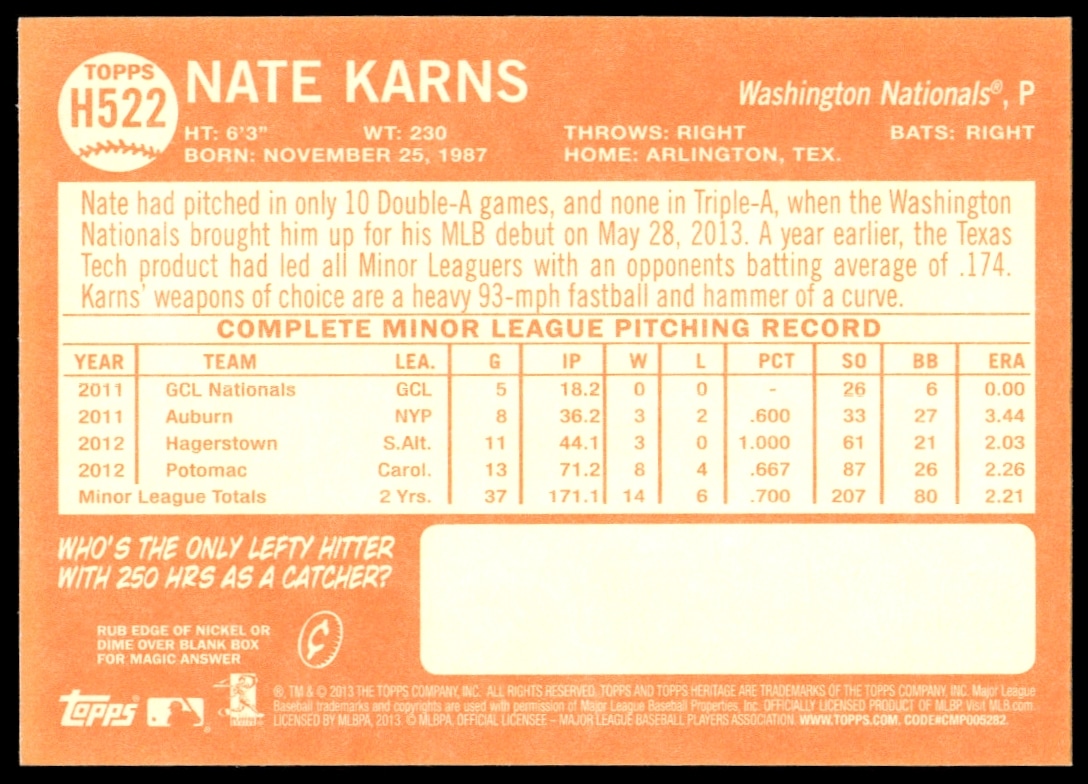 TOPPS
H522
NATE KARNS
Washington Nationals®, P
HT: 6'3" WT: 230 THROWS: RIGHT BATS: RIGHT
BORN: NOVEMBER 25, 1987 HOME: ARLINGTON, TEX.
Nate had pitched in only 10 Double-A games, and none in Triple-A, when the Washington
Nationals brought him up for his MLB debut on May 28, 2013. A year earlier, the Texas
Tech product had led all Minor Leaguers with an opponents batting average of .174.
Karns' weapons of choice are a heavy 93-mph fastball and hammer of a curve.
COMPLETE MINOR LEAGUE PITCHING RECORD
YEAR TEAM LEA. G IP W L PCT SO BB ERA
2011 GCL Nationals GCL 5 18.2 0 0 - 26 6 0.00
2011 Auburn NYP 8 36.2 3 2 .600 33 27 3.44
2012 Hagerstown S.Atl. 11 44.1 3 0 1.000 61 21 2.03
2012 Potomac Carol. 13 71.2 8 4 .667 87 26 2.26
Minor League Totals 2 Yrs. 37 171.1 14 6 .700 207 80 2.21
WHO'S THE ONLY LEFTY HITTER
WITH 250 HRS AS A CATCHER?
RUB EDGE OF NICKEL OR
DIME OVER BLANK BOX
FOR MAGIC ANSWER
¢
Topps
®, TM & © 2013 THE TOPPS COMPANY, INC. ALL RIGHTS RESERVED. TOPPS AND TOPPS HERITAGE ARE TRADEMARKS OF THE TOPPS COMPANY, INC. Major League
Baseball trademarks and copyrights are used with permission of Major League Baseball Properties, Inc. OFFICIALLY LICENSED PRODUCT OF MLBP. Visit MLB.com.
LICENSED BY MLBPA, 2013. © MLBPA. OFFICIAL LICENSEE – MAJOR LEAGUE BASEBALL PLAYERS ASSOCIATION. WWW.TOPPS.COM. CODE#CMP005282.